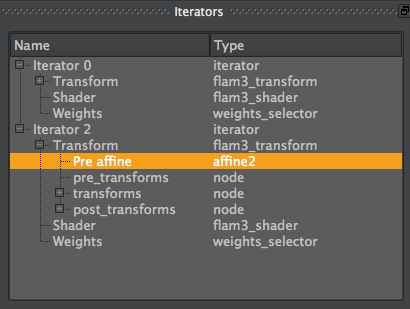 Iterators
Name Type
Iterator 0 iterator
Transform flam3_transform
Shader flam3_shader
Weights weights_selector
Iterator 2 iterator
Transform flam3_transform
Pre affine affine2
pre_transforms node
transforms node
post_transforms node
Shader flam3_shader
Weights weights_selector